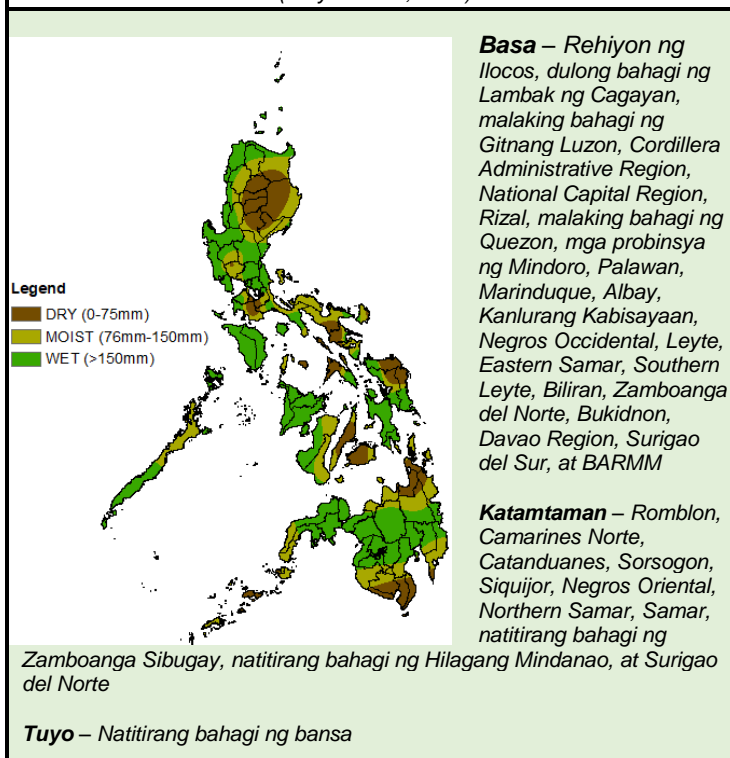 Basa – Rehiyon ng
Ilocos, dulong bahagi ng
Lambak ng Cagayan,
malaking bahagi ng
Gitnang Luzon, Cordillera
Administrative Region,
National Capital Region,
Rizal, malaking bahagi ng
Quezon, mga probinsya
ng Mindoro, Palawan,
Marinduque, Albay,
Kanlurang Kabisayaan,
Negros Occidental, Leyte,
Eastern Samar, Southern
Leyte, Biliran, Zamboanga
del Norte, Bukidnon,
Davao Region, Surigao
del Sur, at BARMM
Legend
DRY (0-75mm)
MOIST (76mm-150mm)
WET (>150mm)
Katamtaman – Romblon,
Camarines Norte,
Catanduanes, Sorsogon,
Siquijor, Negros Oriental,
Northern Samar, Samar,
natitirang bahagi ng
Zamboanga Sibugay, natitirang bahagi ng Hilagang Mindanao, at Surigao
del Norte
Tuyo – Natitirang bahagi ng bansa